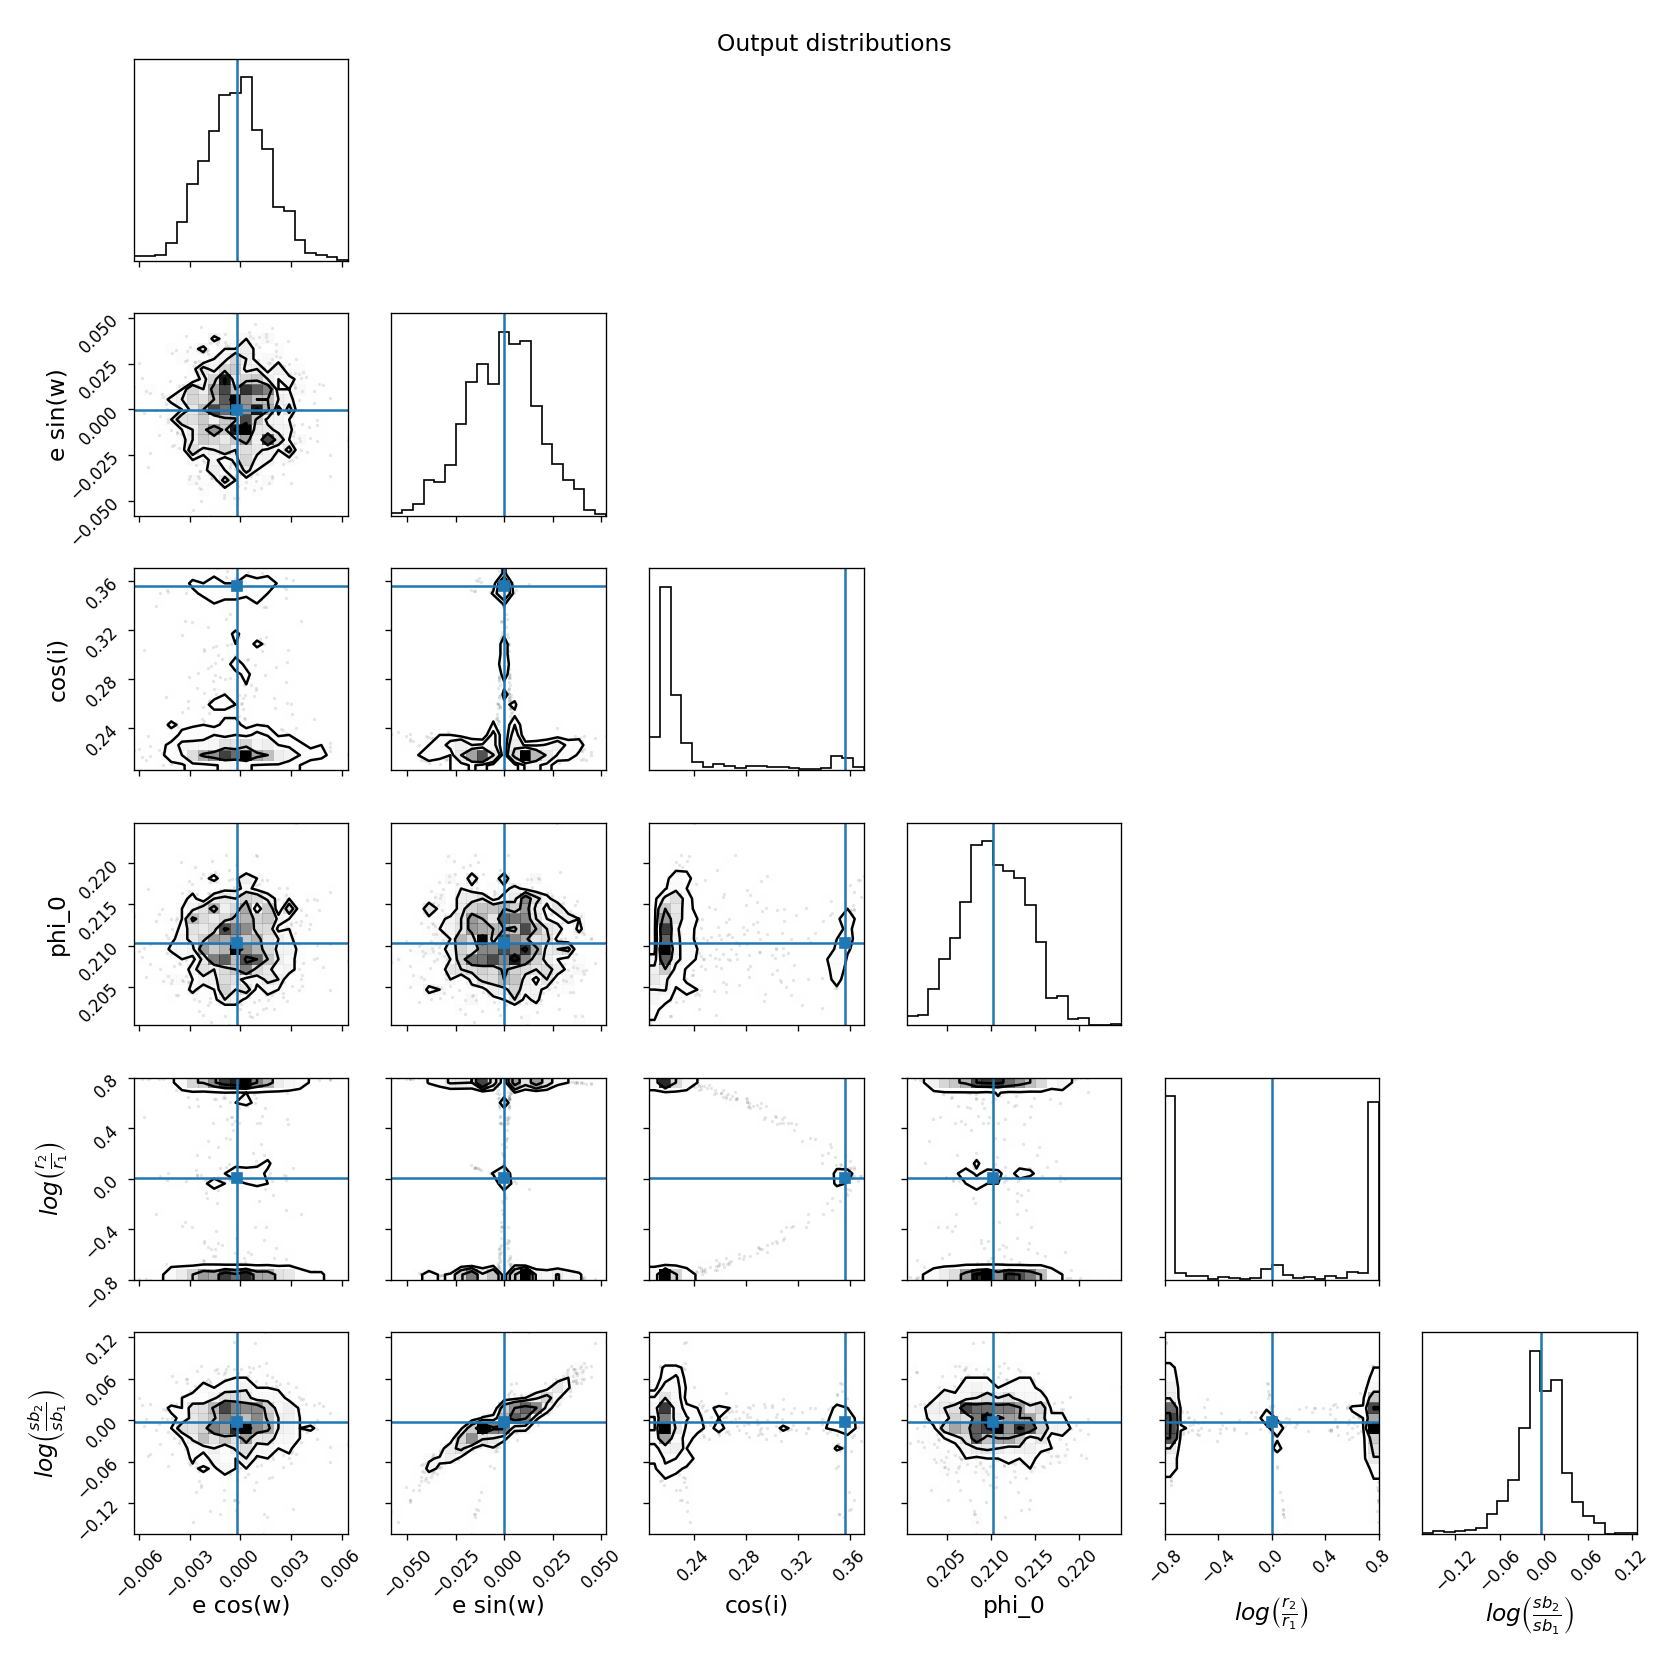 Output distributions
e sin(w)
0.050
0.025
0.000
−0.025
−0.050
cos(i)
0.36
0.32
0.28
0.24
phi_0
0.220
0.215
0.210
0.205
log(r₂/r₁)
0.8
0.4
0.0
−0.4
−0.8
log(sb₂/sb₁)
0.12
0.06
0.00
−0.06
−0.12
−0.006 −0.003 0.000 0.003 0.006
−0.050 −0.025 0.000 0.025 0.050
0.24 0.28 0.32 0.36
0.205 0.210 0.215 0.220
−0.8 −0.4 0.0 0.4 0.8
−0.12 −0.06 0.00 0.06 0.12
e cos(w) e sin(w) cos(i) phi_0 log(r₂/r₁) log(sb₂/sb₁)